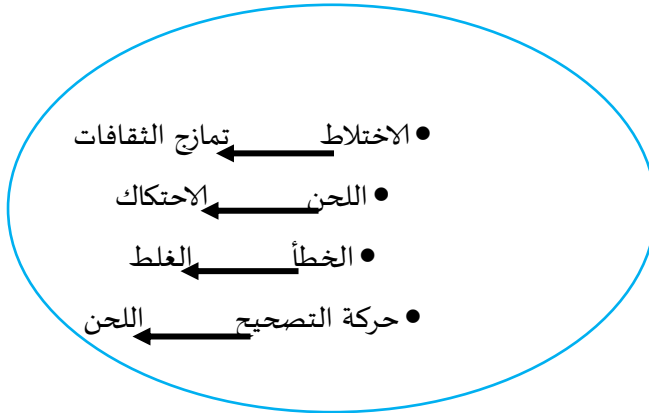 • الاختلاط تمازج الثقافات
• اللحن الاحتكاك
• الخطأ الغلط
• حركة التصحيح اللحن